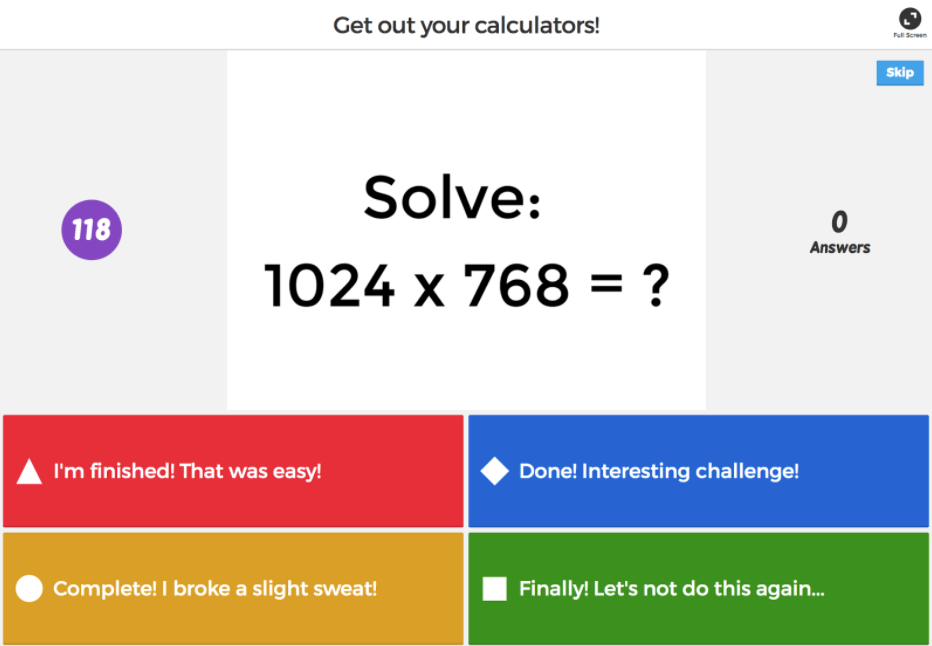 Get out your calculators!
Full Screen
Skip
Solve:
1024 x 768 = ?
118
0
Answers
I'm finished! That was easy!
Done! Interesting challenge!
Complete! I broke a slight sweat!
Finally! Let's not do this again...